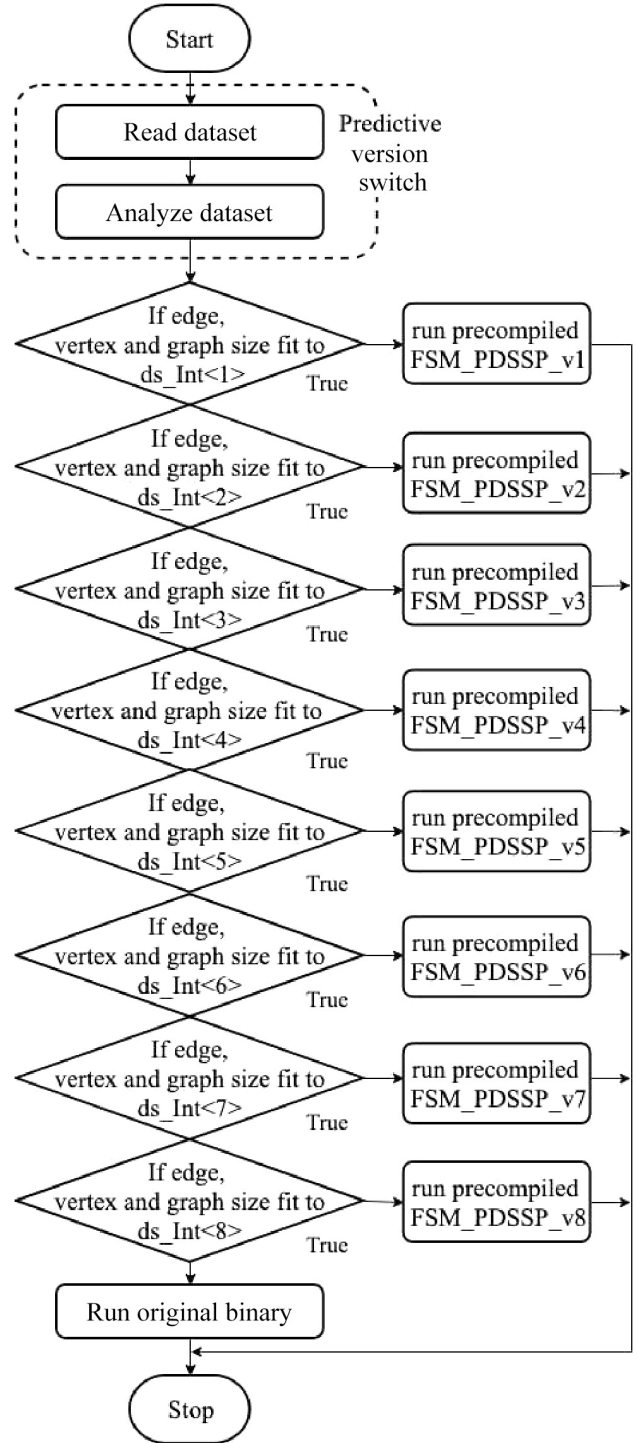 Start
Read dataset
Predictive
version
switch
Analyze dataset
If edge,
vertex and graph size fit to
ds_Int<1>
True
run precompiled
FSM_PDSSP_v1
If edge,
vertex and graph size fit to
ds_Int<2>
True
run precompiled
FSM_PDSSP_v2
If edge,
vertex and graph size fit to
ds_Int<3>
True
run precompiled
FSM_PDSSP_v3
If edge,
vertex and graph size fit to
ds_Int<4>
True
run precompiled
FSM_PDSSP_v4
If edge,
vertex and graph size fit to
ds_Int<5>
True
run precompiled
FSM_PDSSP_v5
If edge,
vertex and graph size fit to
ds_Int<6>
True
run precompiled
FSM_PDSSP_v6
If edge,
vertex and graph size fit to
ds_Int<7>
True
run precompiled
FSM_PDSSP_v7
If edge,
vertex and graph size fit to
ds_Int<8>
True
run precompiled
FSM_PDSSP_v8
Run original binary
Stop